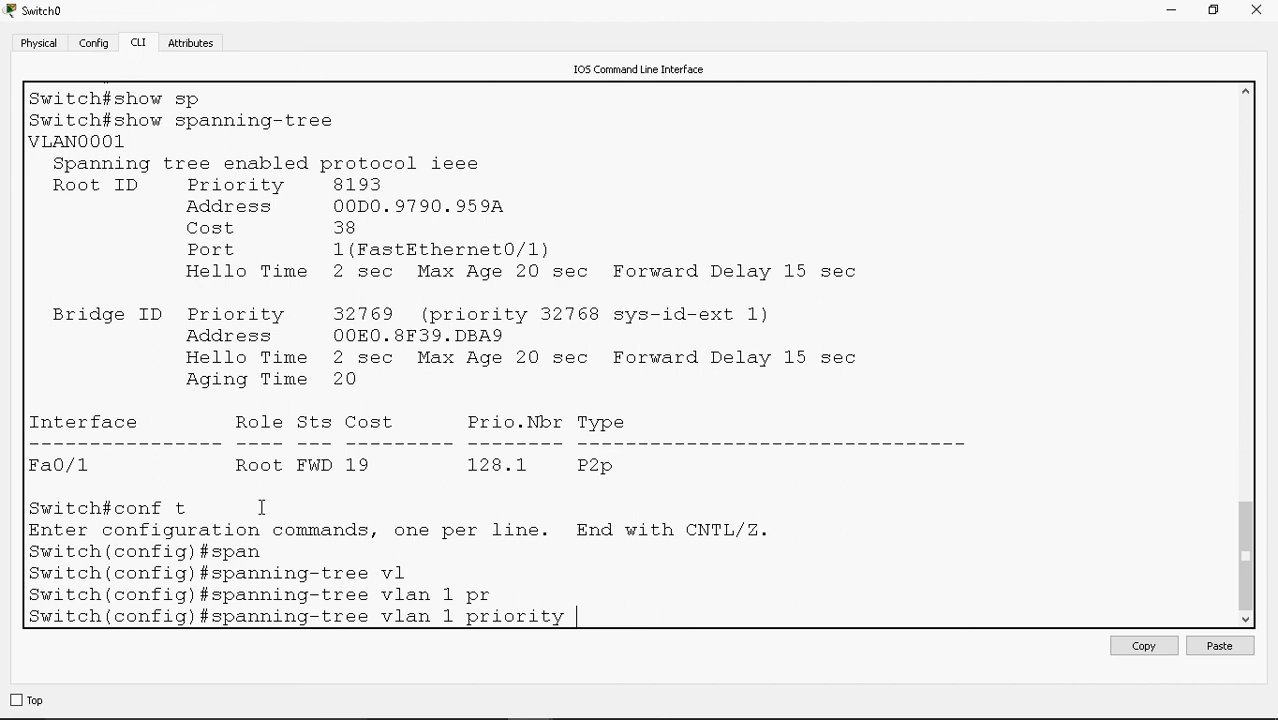 Switch0
Physical Config CLI Attributes
IOS Command Line Interface
Switch#show sp
Switch#show spanning-tree
VLAN0001
Spanning tree enabled protocol ieee
Root ID Priority 8193
Address 00D0.9790.959A
Cost 38
Port 1(FastEthernet0/1)
Hello Time 2 sec Max Age 20 sec Forward Delay 15 sec
Bridge ID Priority 32769 (priority 32768 sys-id-ext 1)
Address 00E0.8F39.DBA9
Hello Time 2 sec Max Age 20 sec Forward Delay 15 sec
Aging Time 20
Interface Role Sts Cost Prio.Nbr Type
---------------- ---- --- --------- -------- --------------------------------
Fa0/1 Root FWD 19 128.1 P2p
Switch#conf t
Enter configuration commands, one per line. End with CNTL/Z.
Switch(config)#span
Switch(config)#spanning-tree vl
Switch(config)#spanning-tree vlan 1 pr
Switch(config)#spanning-tree vlan 1 priority
Copy Paste
Top